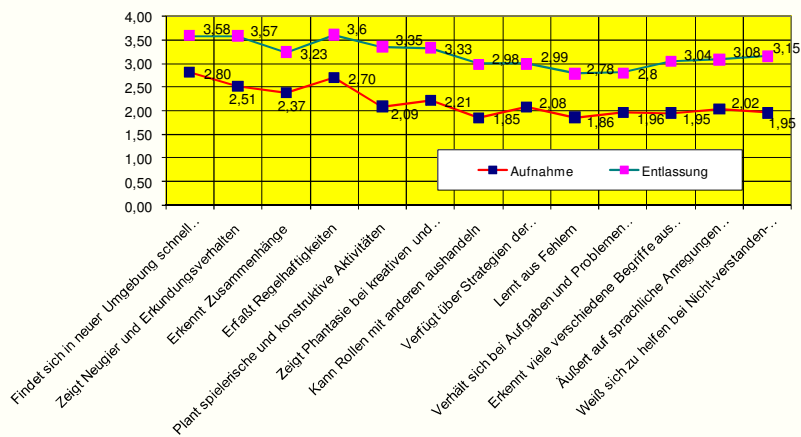 4,00
3,50
3,00
2,50
2,00
1,50
1,00
0,50
0,00
3,58
3,57
3,23
3,6
3,35
3,33
2,98
2,99
2,78
2,8
3,04
3,08
3,15
2,80
2,51
2,37
2,70
2,09
2,21
1,85
2,08
1,86
1,96
1,95
2,02
1,95
Aufnahme
Entlassung
Findet sich in neuer Umgebung schnell...
Zeigt Neugier und Erkundungsverhalten
Erkennt Zusammenhänge
Erfaßt Regelhaftigkeiten
Plant spielerische und konstruktive Aktivitäten
Zeigt Phantasie bei kreativen und...
Kann Rollen mit anderen aushandeln
Verfügt über Strategien der...
Lernt aus Fehlern
Verhält sich bei Aufgaben und Problemen...
Erkennt viele verschiedene Begriffe aus...
Äußert auf sprachliche Anregungen...
Weiß sich zu helfen bei Nicht-verstanden-...